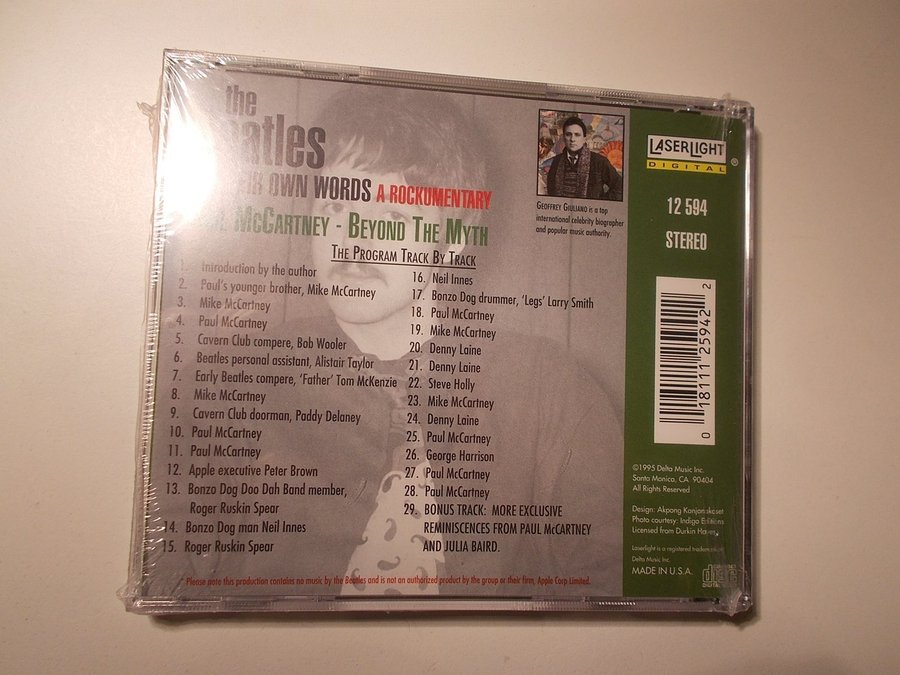 the
atles
OWN WORDS A ROCKUMENTARY
McCARTNEY - BEYOND THE MYTH
THE PROGRAM TRACK BY TRACK
1. Introduction by the author
2. Paul's younger brother, Mike McCartney
3. Mike McCartney
4. Paul McCartney
5. Cavern Club compere, Bob Wooler
6. Beatles personal assistant, Alistair Taylor
7. Early Beatles compere, 'Father' Tom McKenzie
8. Mike McCartney
9. Cavern Club doorman, Paddy Delaney
10. Paul McCartney
11. Paul McCartney
12. Apple executive Peter Brown
13. Bonzo Dog Doo Dah Band member,
Roger Ruskin Spear
14. Bonzo Dog man Neil Innes
15. Roger Ruskin Spear
16. Neil Innes
17. Bonzo Dog drummer, 'Legs' Larry Smith
18. Paul McCartney
19. Mike McCartney
20. Denny Laine
21. Denny Laine
22. Steve Holly
23. Mike McCartney
24. Denny Laine
25. Paul McCartney
26. George Harrison
27. Paul McCartney
28. Paul McCartney
29. BONUS TRACK: MORE EXCLUSIVE
REMINISCENCES FROM PAUL McCARTNEY
AND JULIA BAIRD.
Please note this production contains no music by the Beatles and is not an authorized product by the group or their firm, Apple Corp Limited.
GEOFFREY GIULIANO is a top
international celebrity biographer
and popular music authority.
LASERLIGHT ®
DIGITAL
12 594
STEREO
0 18111 25942 2
©1995 Delta Music Inc.
Santa Monica, CA 90404
All Rights Reserved
Design: Akpong
Photo courtesy: Indigo Editions
Licensed from Durkin Hayes
Laserlight is a registered trademark
Delta Music Inc.
MADE IN U.S.A.